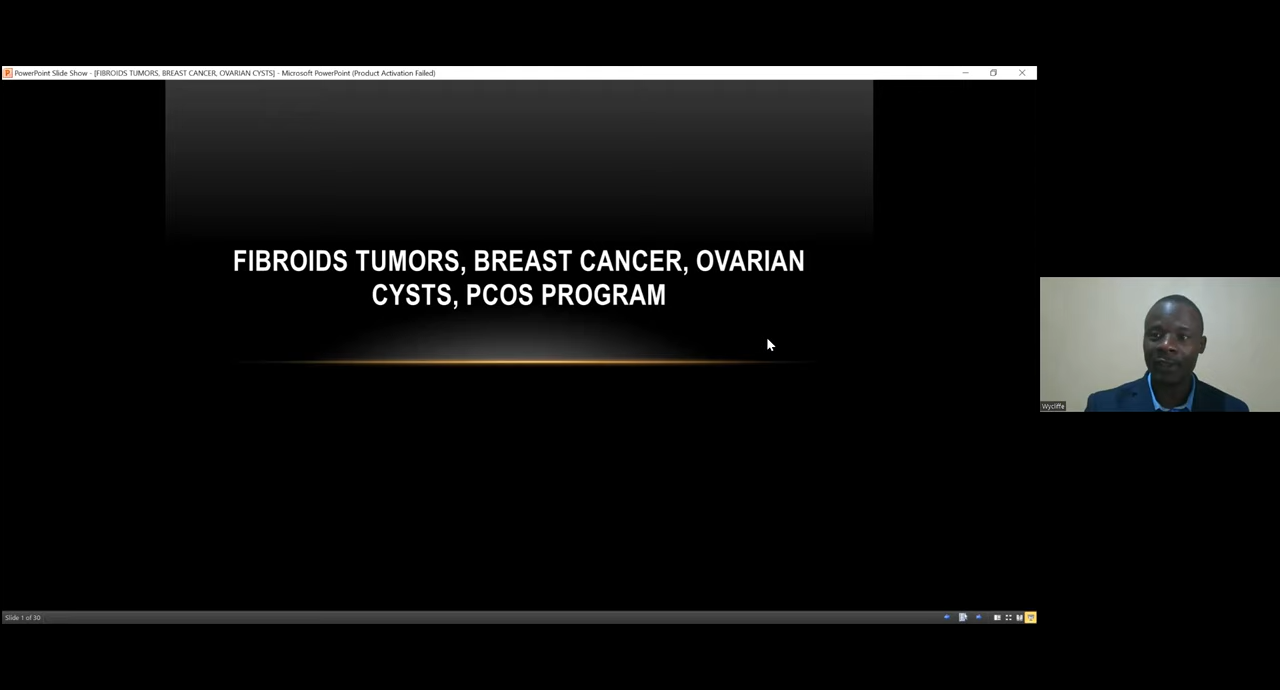 PowerPoint Slide Show - [FIBROIDS TUMORS, BREAST CANCER, OVARIAN CYSTS] - Microsoft PowerPoint (Product Activation Failed)
FIBROIDS TUMORS, BREAST CANCER, OVARIAN
CYSTS, PCOS PROGRAM
Wycliffe
Slide 1 of 30